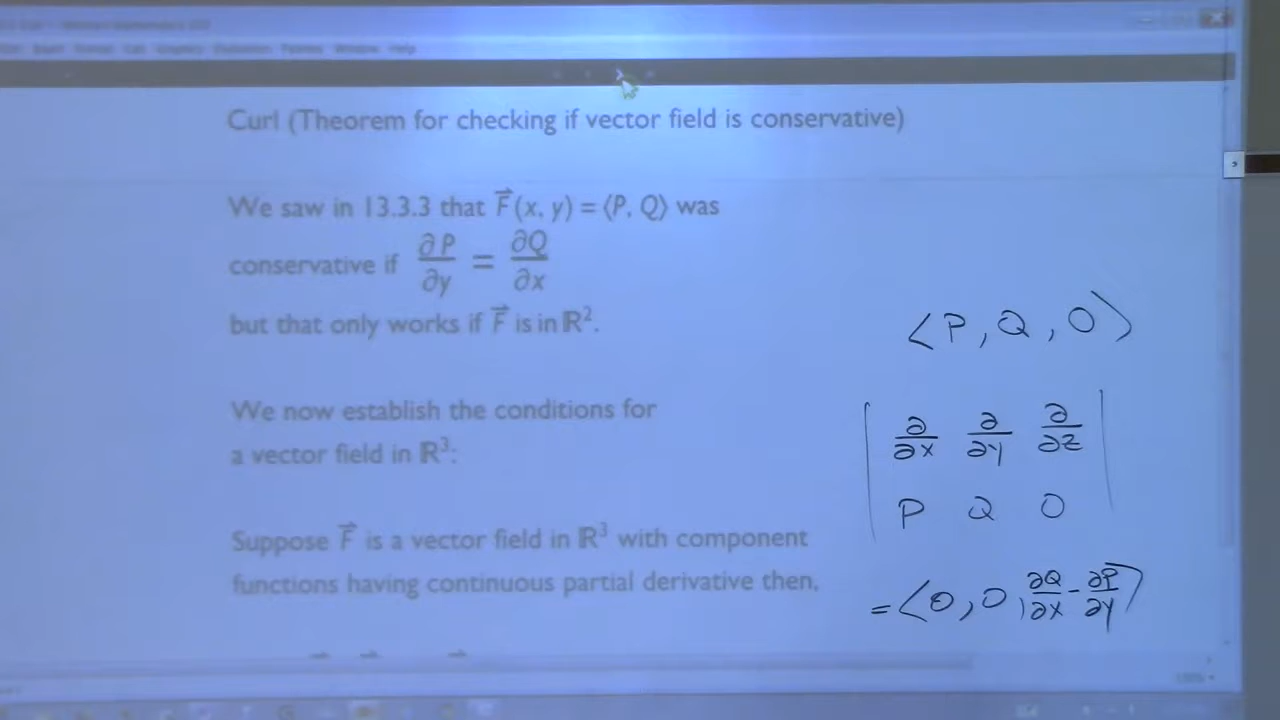 Curl (Theorem for checking if vector field is conservative)
We saw in 13.3.3 that F⃗(x, y) = ⟨P, Q⟩ was
conservative if ∂P/∂y = ∂Q/∂x
but that only works if F⃗ is in ℝ².
We now establish the conditions for
a vector field in ℝ³:
Suppose F⃗ is a vector field in ℝ³ with component
functions having continuous partial derivative then,
⟨P, Q, 0⟩
| ∂/∂x ∂/∂y ∂/∂z |
| P Q 0 |
= ⟨0, 0, ∂Q/∂x - ∂P/∂y⟩